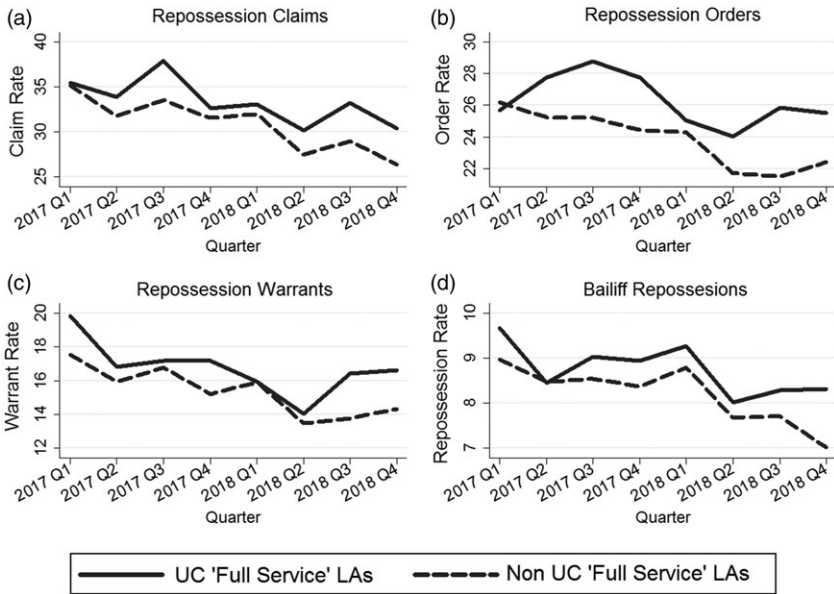 (a)
Repossession Claims
Claim Rate
40
35
30
25
2017 Q1
2017 Q2
2017 Q3
2017 Q4
2018 Q1
2018 Q2
2018 Q3
2018 Q4
Quarter
(b)
Repossession Orders
Order Rate
30
28
26
24
22
2017 Q1
2017 Q2
2017 Q3
2017 Q4
2018 Q1
2018 Q2
2018 Q3
2018 Q4
Quarter
(c)
Repossession Warrants
Warrant Rate
20
18
16
14
12
2017 Q1
2017 Q2
2017 Q3
2017 Q4
2018 Q1
2018 Q2
2018 Q3
2018 Q4
Quarter
(d)
Bailiff Repossesions
Repossession Rate
10
9
8
7
2017 Q1
2017 Q2
2017 Q3
2017 Q4
2018 Q1
2018 Q2
2018 Q3
2018 Q4
Quarter
UC 'Full Service' LAs
Non UC 'Full Service' LAs